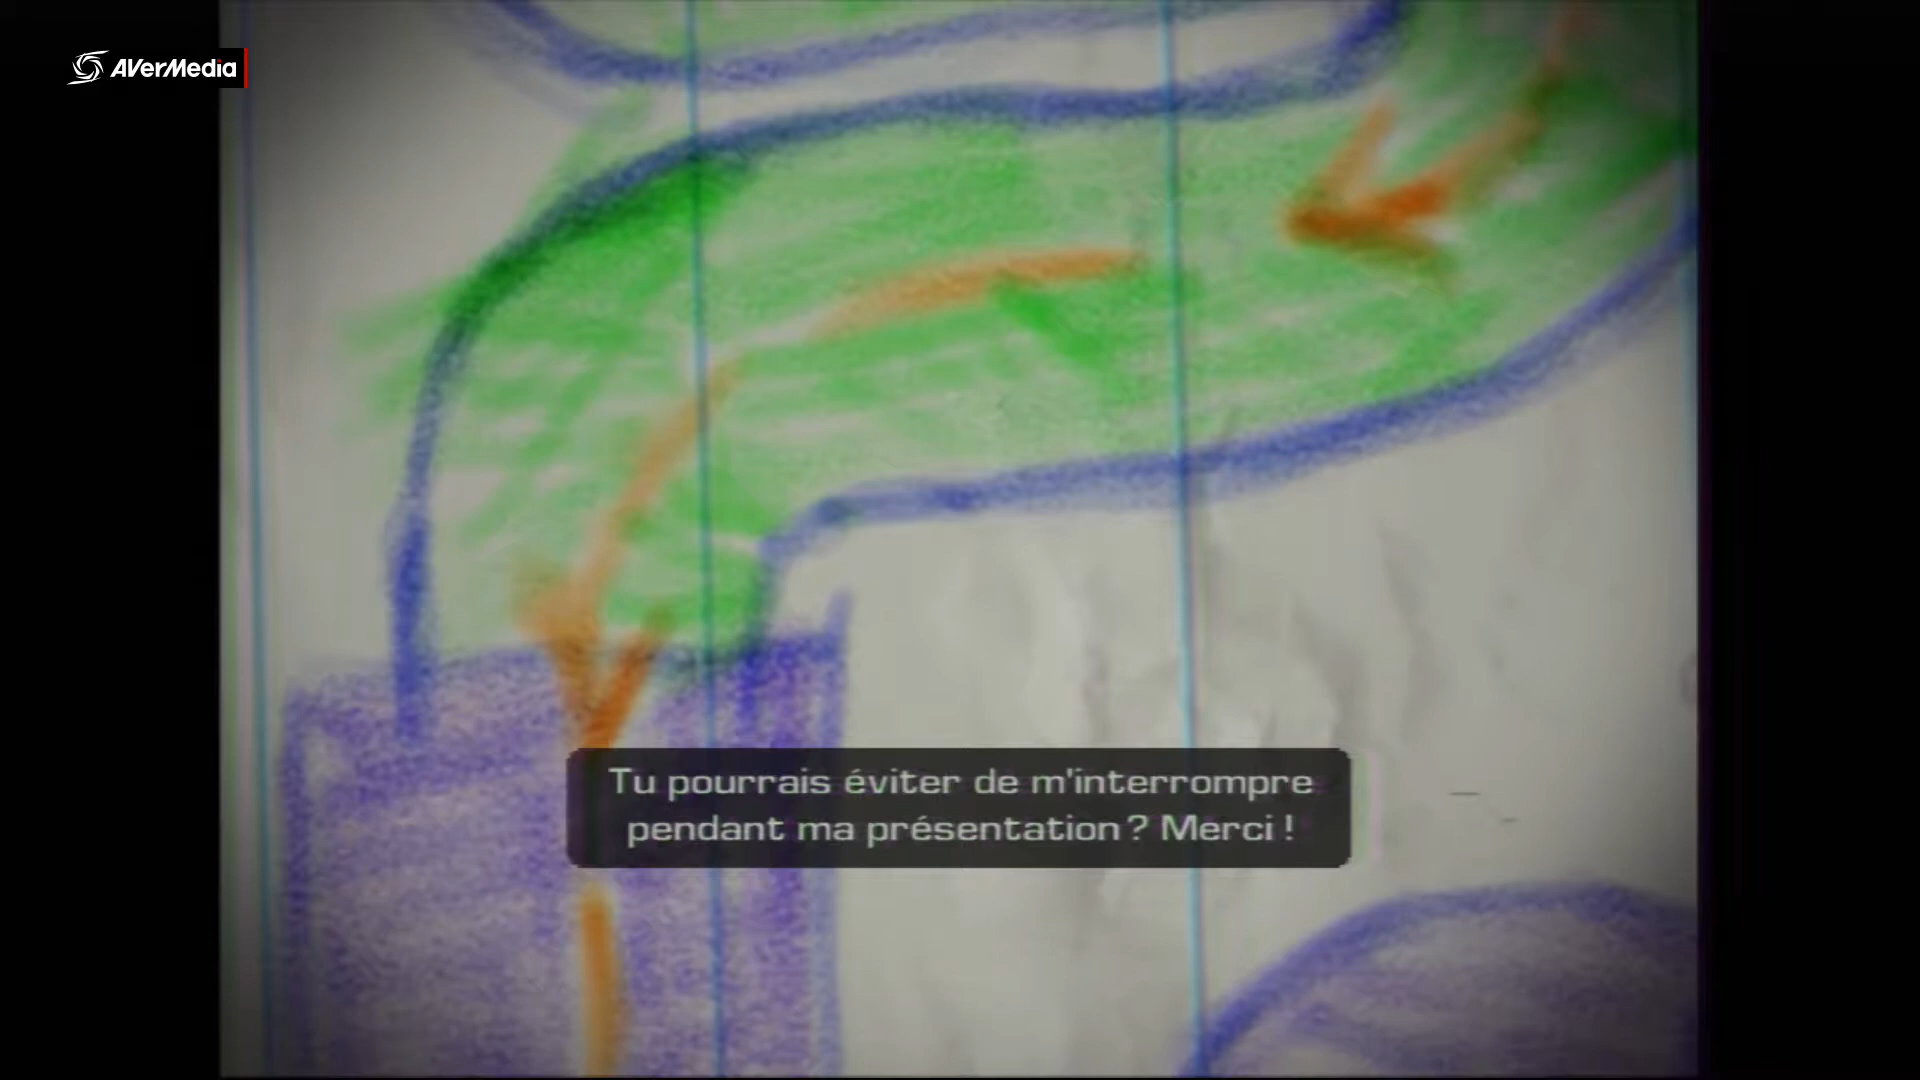 AVerMedia
Tu pourrais éviter de m'interrompre
pendant ma présentation ? Merci !